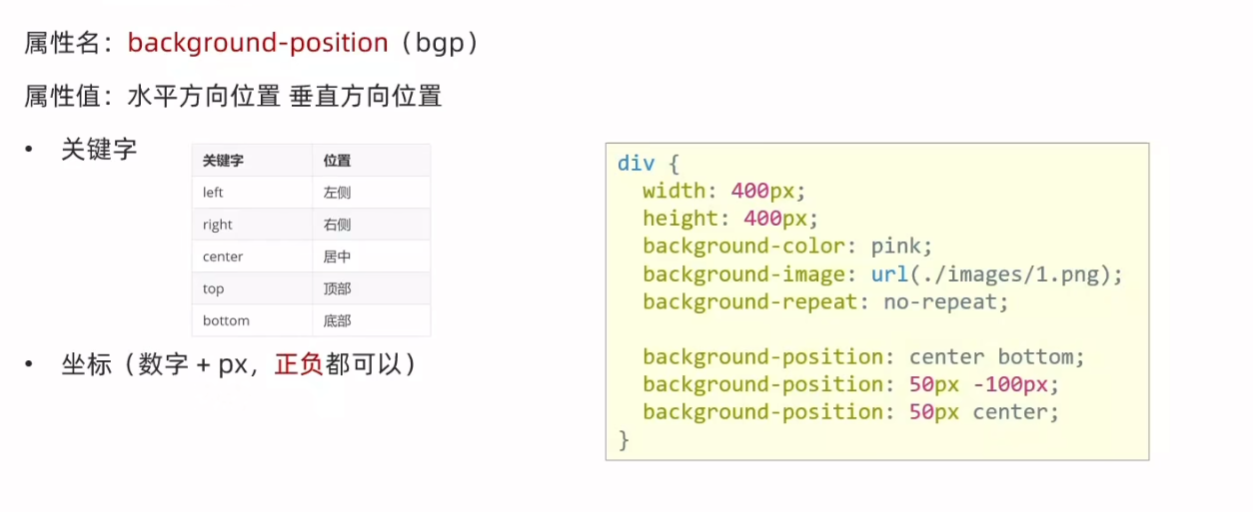 属性名：background-position（bgp）
属性值：水平方向位置 垂直方向位置
• 关键字
关键字 位置
left 左侧
right 右侧
center 居中
top 顶部
bottom 底部
• 坐标（数字 + px，正负都可以）
div {
  width: 400px;
  height: 400px;
  background-color: pink;
  background-image: url(./images/1.png);
  background-repeat: no-repeat;

  background-position: center bottom;
  background-position: 50px -100px;
  background-position: 50px center;
}